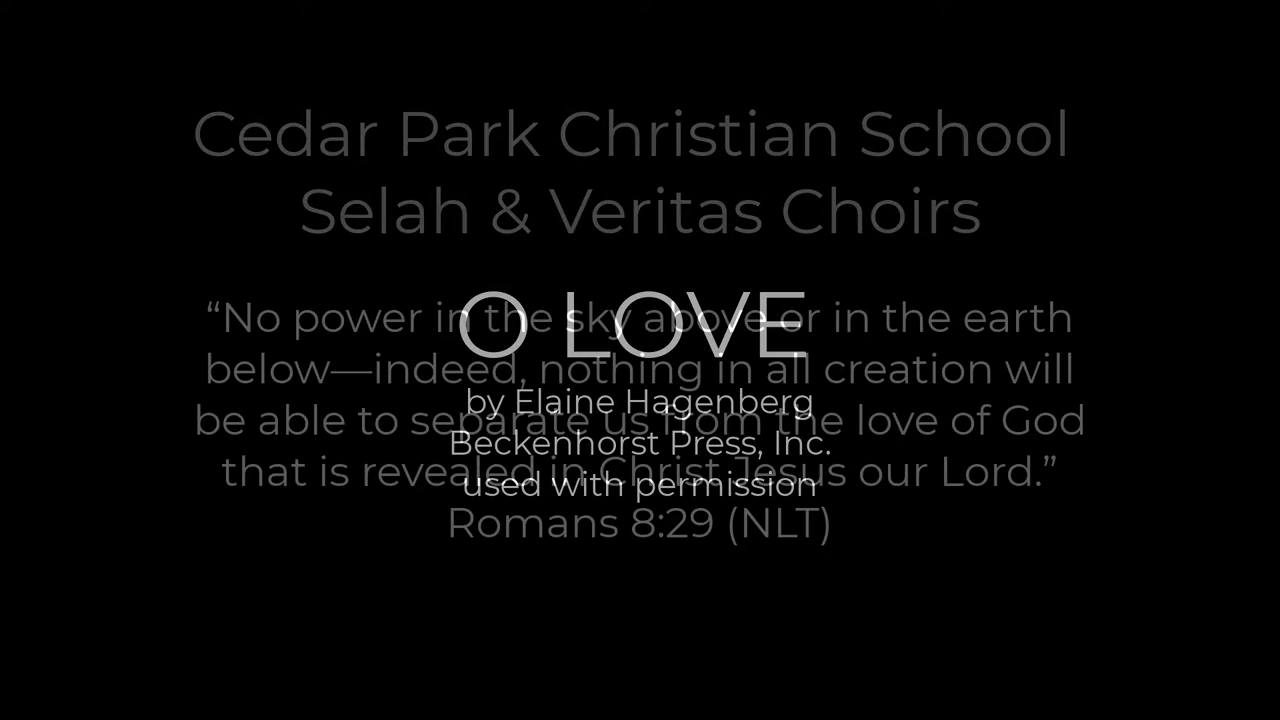 Cedar Park Christian School
Selah & Veritas Choirs
“No power in the sky above or in the earth
below—indeed, nothing in all creation will
be able to separate us from the love of God
that is revealed in Christ Jesus our Lord.”
Romans 8:29 (NLT)
O LOVE
by Elaine Hagenberg
Beckenhorst Press, Inc.
used with permission